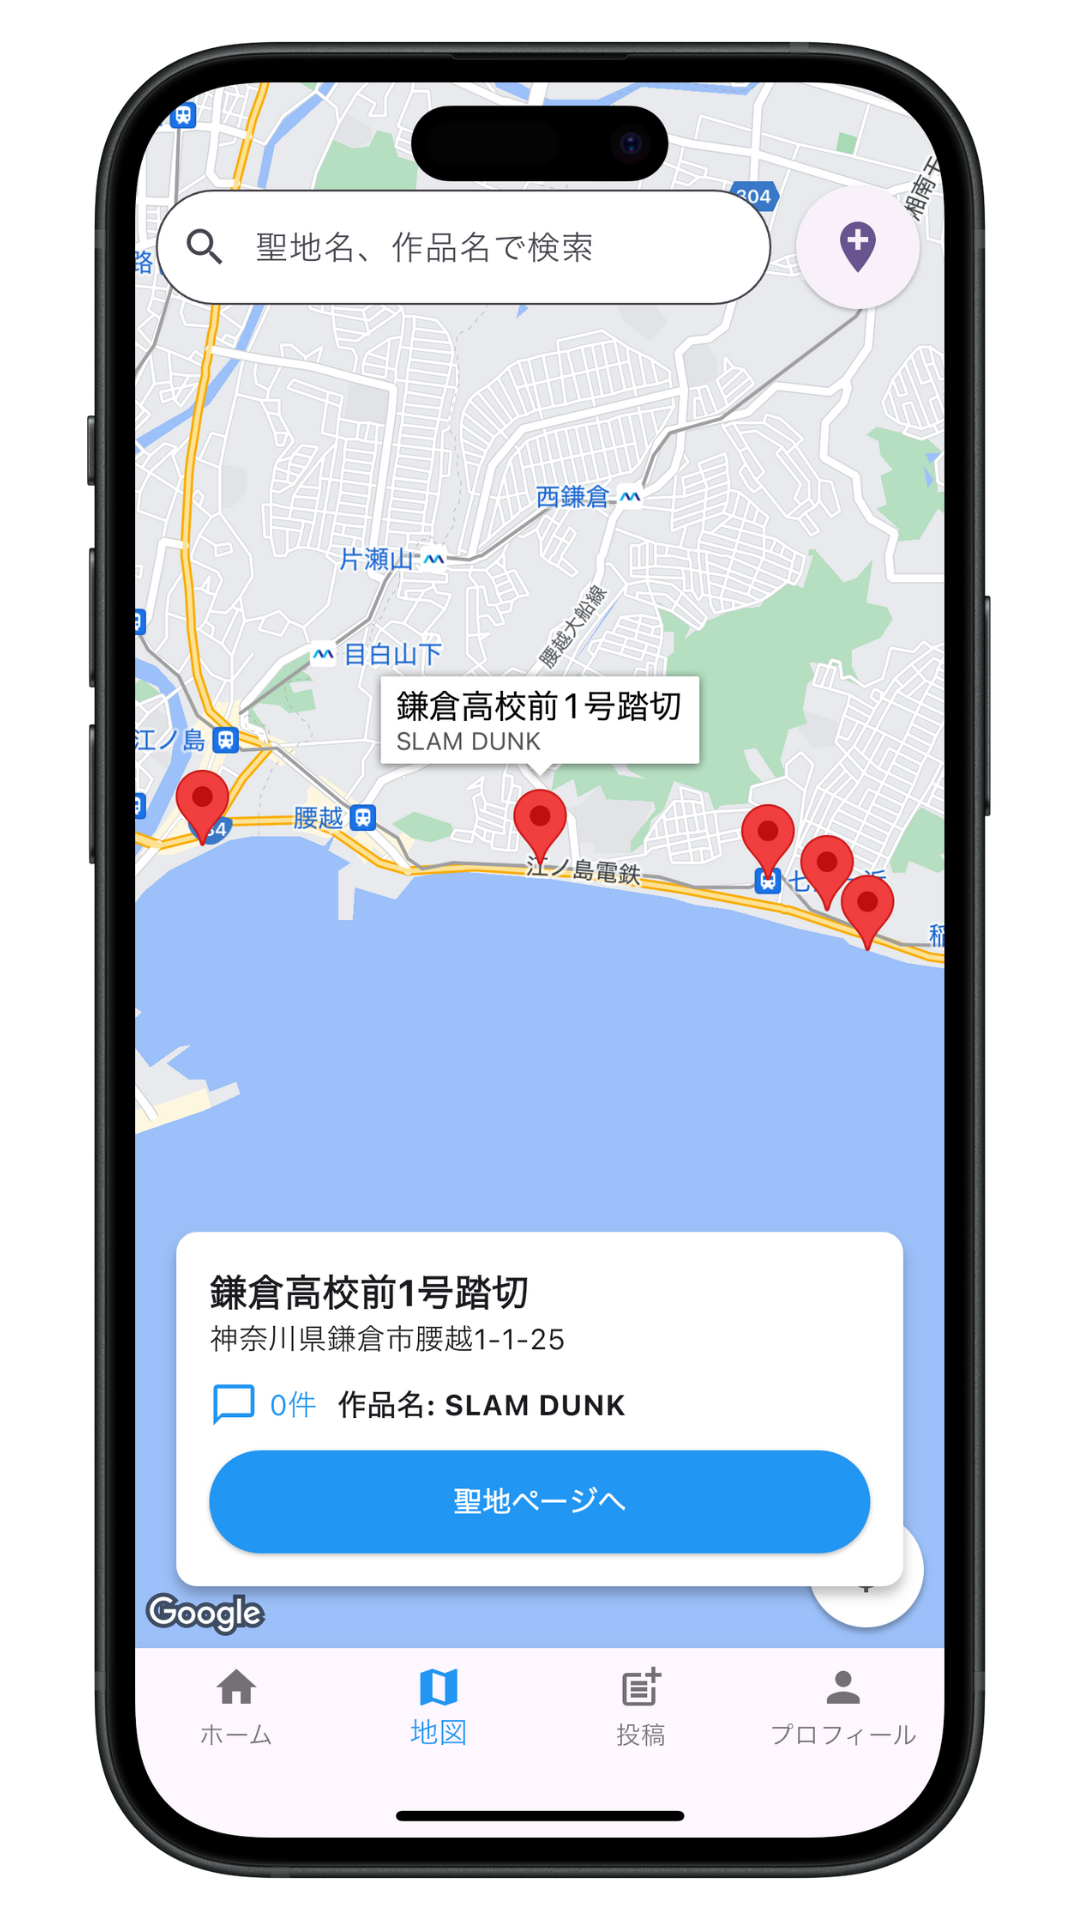 304
湘南モ
路
聖地名、作品名で検索
西鎌倉
片瀬山
腰越大船線
目白山下
鎌倉高校前1号踏切
SLAM DUNK
江ノ島
腰越
江ノ島電鉄
稲
鎌倉高校前1号踏切
神奈川県鎌倉市腰越1-1-25
0件 作品名: SLAM DUNK
聖地ページへ
Google
ホーム 地図 投稿 プロフィール